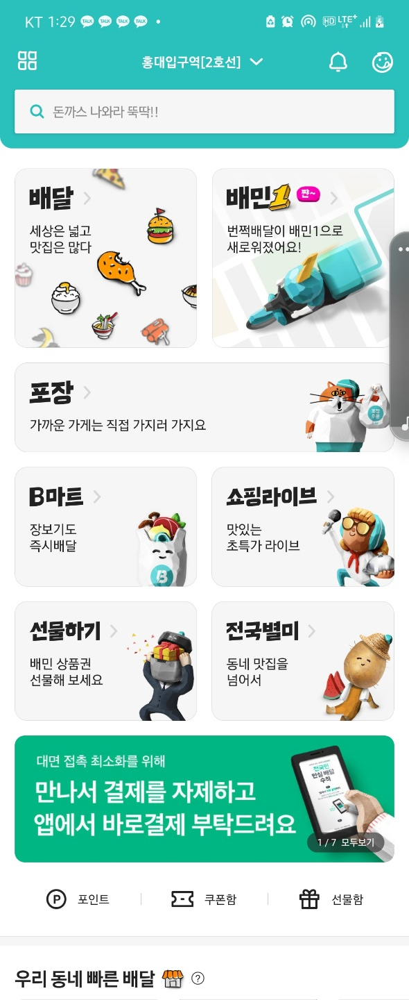 KT 1:29 TALK TALK TALK TALK HD LTE+
홍대입구역[2호선]
돈까스 나와라 뚝딱!!
배달
세상은 넓고
맛집은 많다
배민1 쨘~
번쩍배달이 배민1으로
새로워졌어요!
포장
가까운 가게는 직접 가지러 가지요
B마트
장보기도
즉시배달
B
쇼핑라이브
맛있는
초특가 라이브
선물하기
배민 상품권
선물해 보세요
전국별미
동네 맛집을
넘어서
대면 접촉 최소화를 위해
만나서 결제를 자제하고
앱에서 바로결제 부탁드려요
전국민
안심 배달
수칙
1 / 7 모두보기
P 포인트
쿠폰함
선물함
우리 동네 빠른 배달 ?